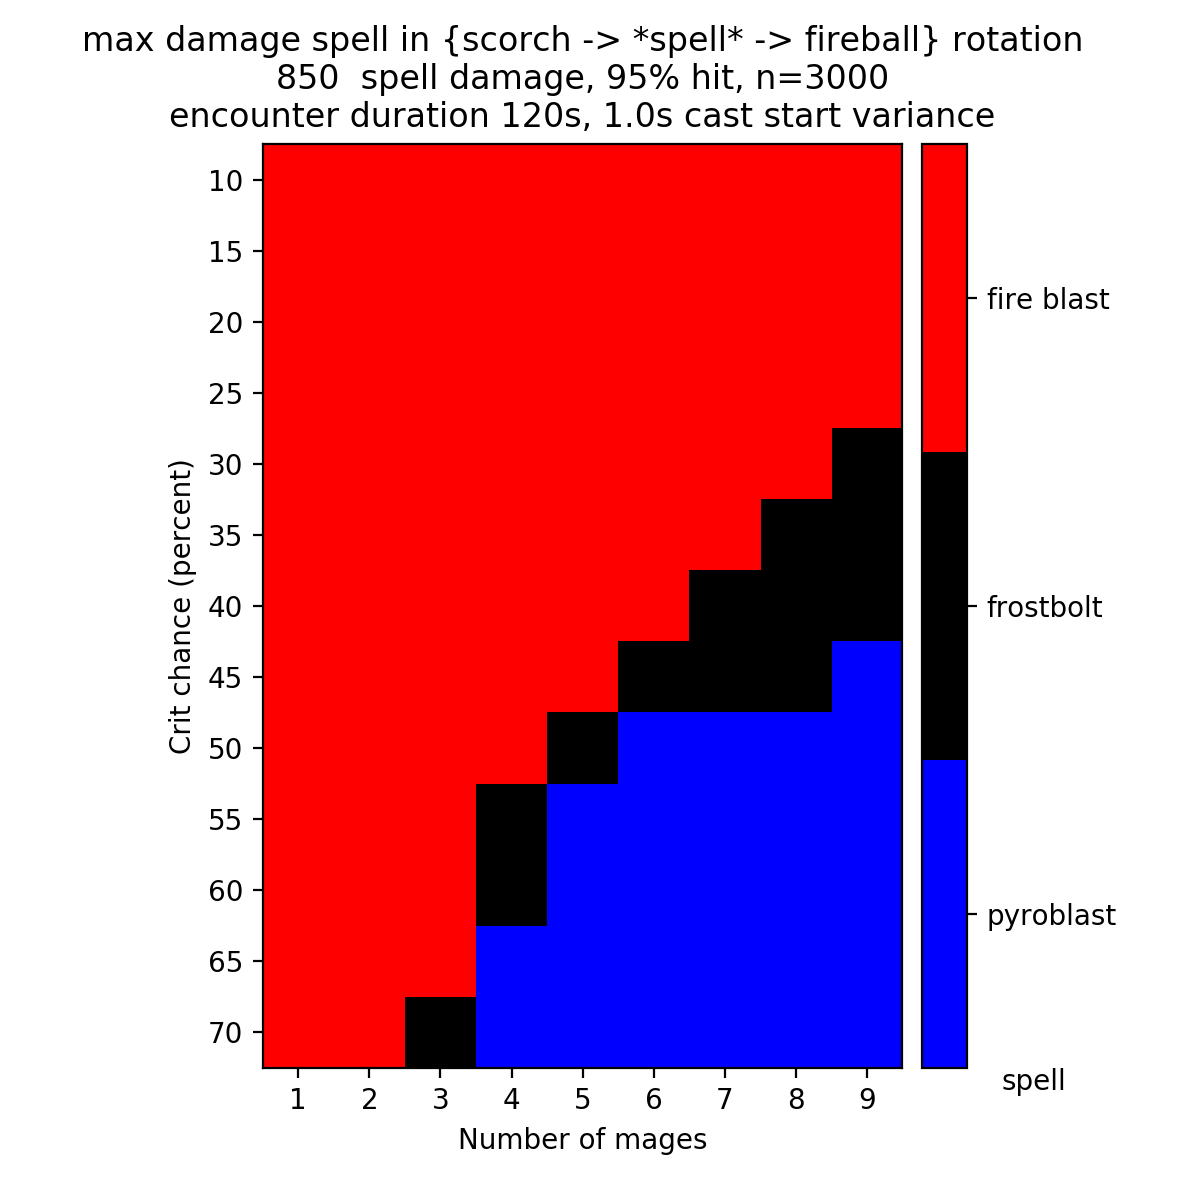 max damage spell in {scorch -> *spell* -> fireball} rotation
850  spell damage, 95% hit, n=3000
encounter duration 120s, 1.0s cast start variance
10
15
20
25
30
35
40
45
50
55
60
65
70
Crit chance (percent)
1 2 3 4 5 6 7 8 9
Number of mages
fire blast
frostbolt
pyroblast
spell